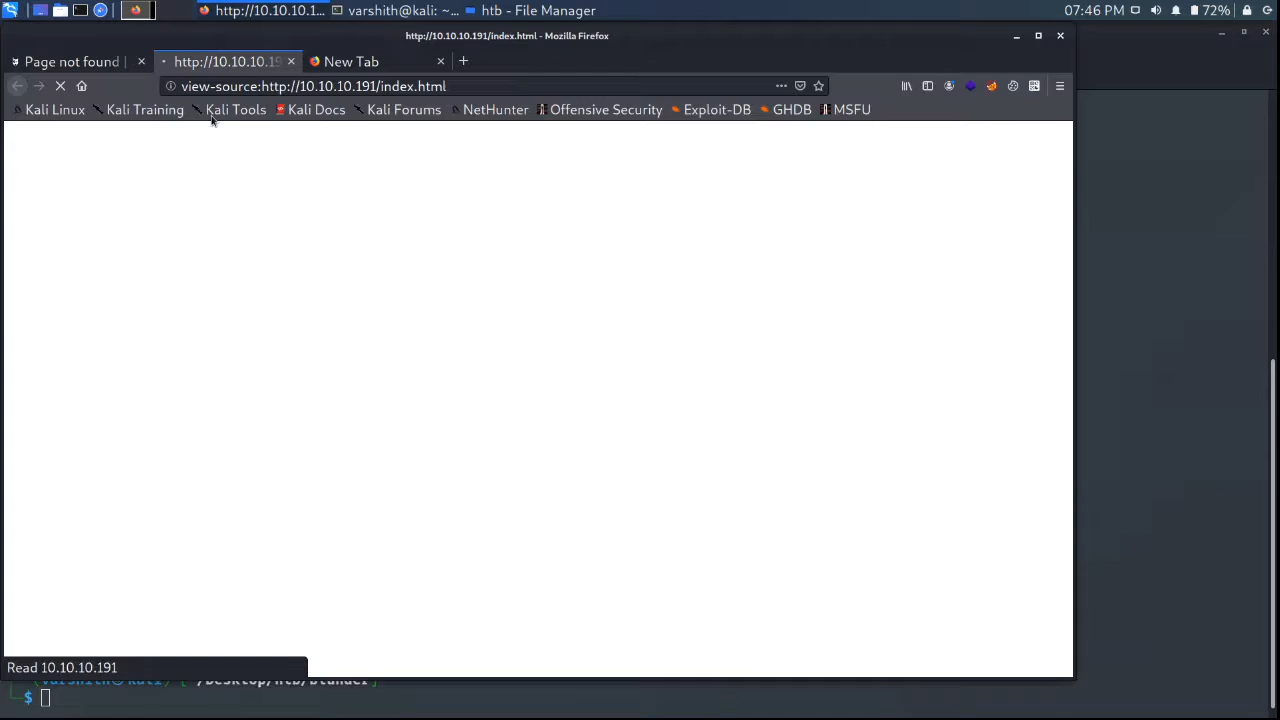 http://10.10.10.1... varshith@kali: ~... htb - File Manager 07:46 PM 72%
http://10.10.10.191/index.html - Mozilla Firefox
Page not found | http://10.10.10.19 New Tab
view-source:http://10.10.10.191/index.html
Kali Linux Kali Training Kali Tools Kali Docs Kali Forums NetHunter Offensive Security Exploit-DB GHDB MSFU
Read 10.10.10.191
$